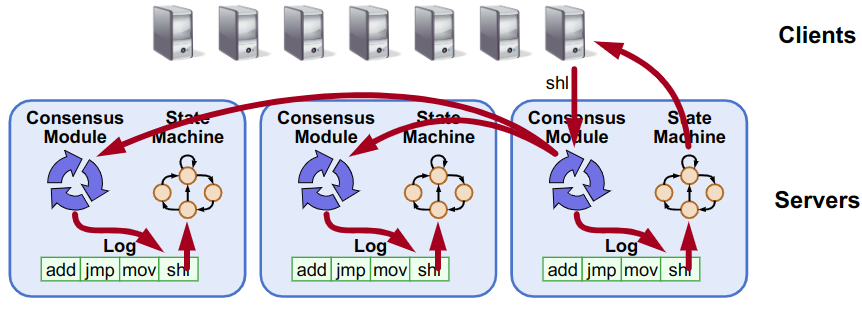 Clients
shl
Consensus Module
State Machine
Consensus Module
State Machine
Consensus Module
State Machine
Servers
Log
add jmp mov shl
Log
add jmp mov shl
Log
add jmp mov shl